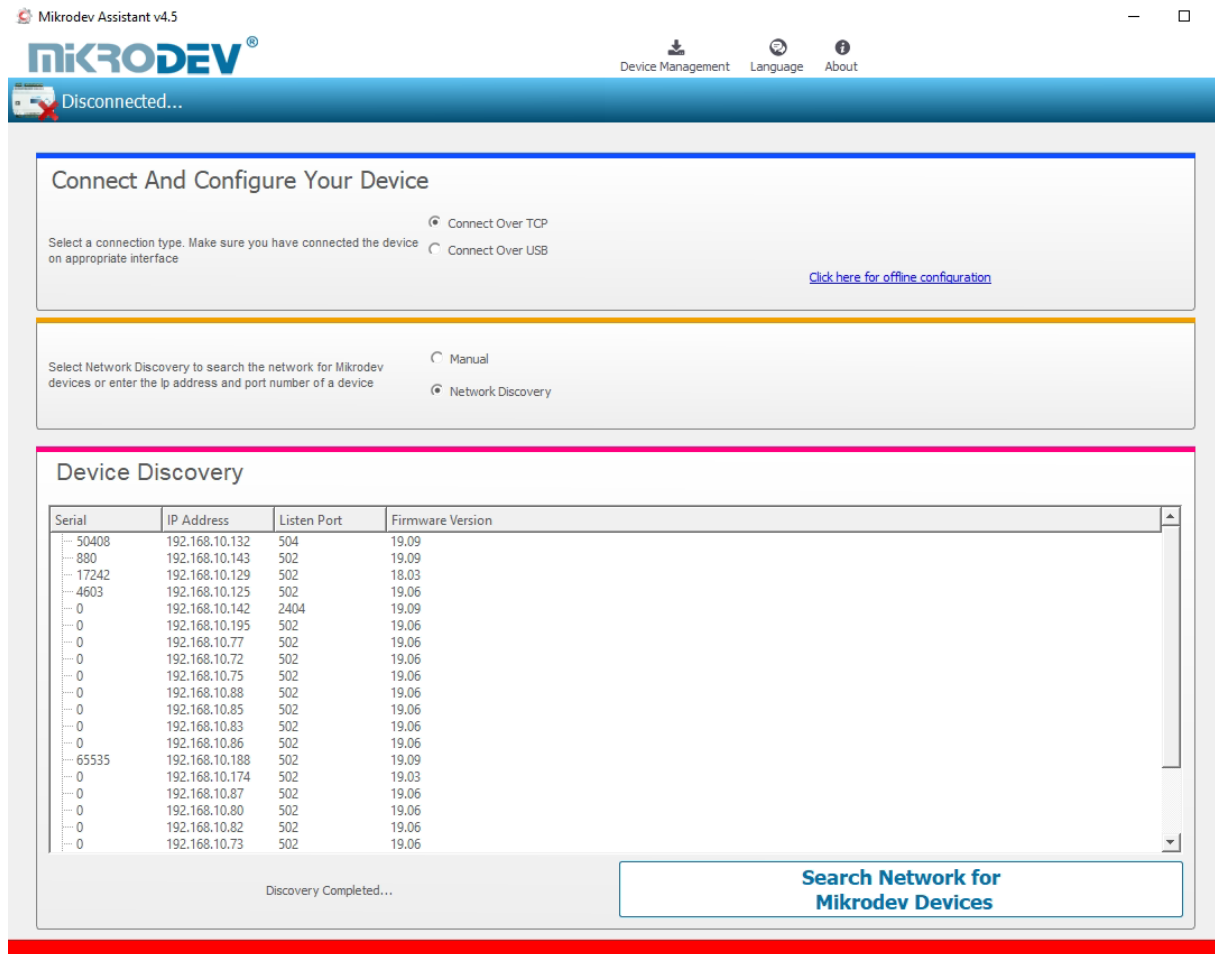 Mikrodev Assistant v4.5
MiKRODEV®
Device Management Language About
Disconnected...
Connect And Configure Your Device
Connect Over TCP
Select a connection type. Make sure you have connected the device
on appropriate interface
Connect Over USB
Click here for offline configuration
Select Network Discovery to search the network for Mikrodev
devices or enter the Ip address and port number of a device
Manual
Network Discovery
Device Discovery
Serial IP Address Listen Port Firmware Version
50408 192.168.10.132 504 19.09
880 192.168.10.143 502 19.09
17242 192.168.10.129 502 18.03
4603 192.168.10.125 502 19.06
0 192.168.10.142 2404 19.09
0 192.168.10.195 502 19.06
0 192.168.10.77 502 19.06
0 192.168.10.72 502 19.06
0 192.168.10.75 502 19.06
0 192.168.10.88 502 19.06
0 192.168.10.85 502 19.06
0 192.168.10.83 502 19.06
0 192.168.10.86 502 19.06
65535 192.168.10.188 502 19.09
0 192.168.10.174 502 19.03
0 192.168.10.87 502 19.06
0 192.168.10.80 502 19.06
0 192.168.10.82 502 19.06
0 192.168.10.73 502 19.06
Discovery Completed...
Search Network for
Mikrodev Devices